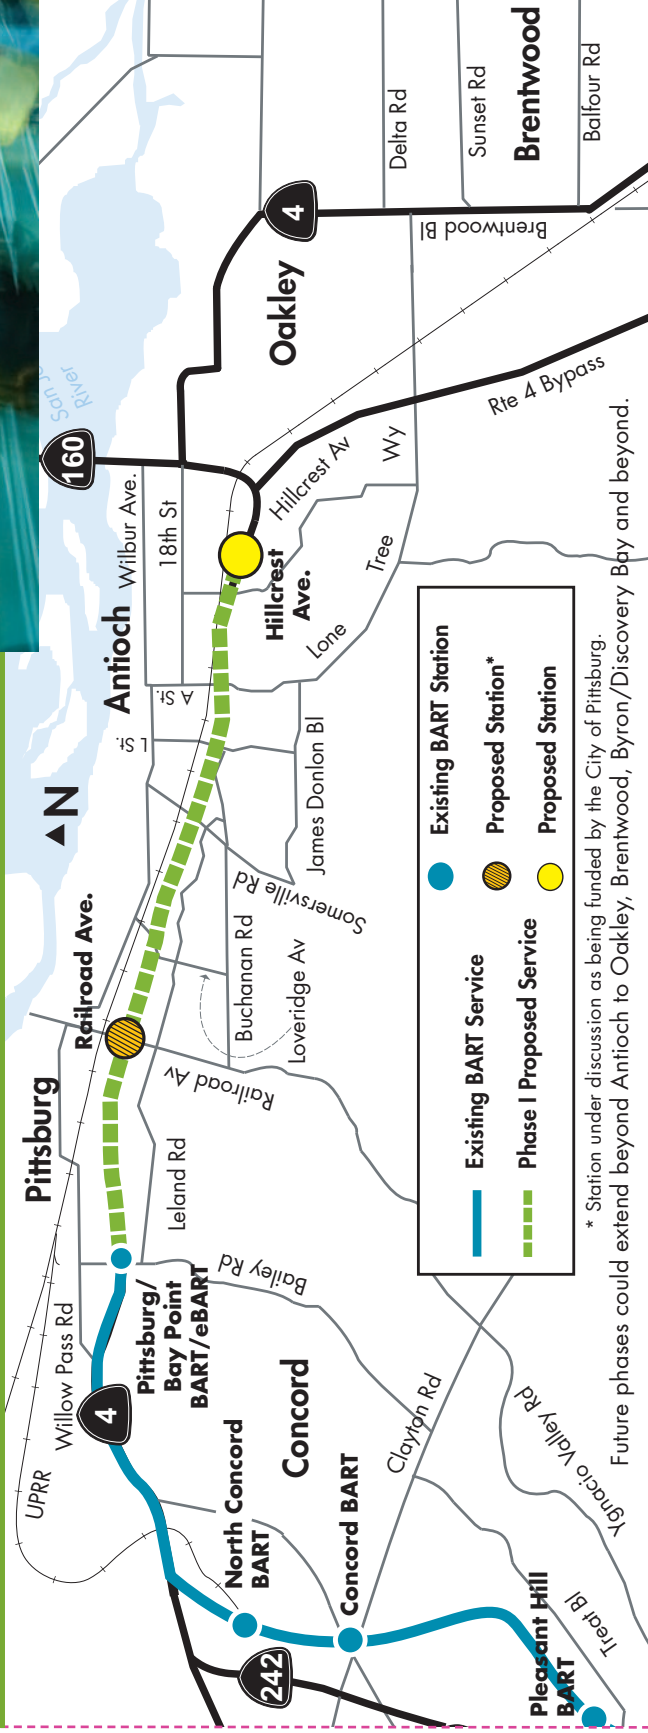 UPRR
Willow Pass Rd
4
Pittsburg
Railroad Ave.
N
L St.
A St.
Antioch
Wilbur Ave.
18th St
160
River
Oakley
4
Delta Rd
Sunset Rd
Brentwood
Balfour Rd
Brentwood Bl
Rte 4 Bypass
Hillcrest Av
Wy
Tree
Lone
Hillcrest
Ave.
James Donlon Bl
Somersville Rd
Buchanan Rd
Loveridge Av
Railroad Av
Leland Rd
Bailey Rd
Pittsburg/
Bay Point
BART/eBART
Concord
North Concord
BART
Concord BART
Clayton Rd
Ygnacio Valley Rd
Treat Bl
Pleasant Hill
BART
242
Existing BART Service
Phase I Proposed Service
Existing BART Station
Proposed Station*
Proposed Station
* Station under discussion as being funded by the City of Pittsburg.
Future phases could extend beyond Antioch to Oakley, Brentwood, Byron/Discovery Bay and beyond.